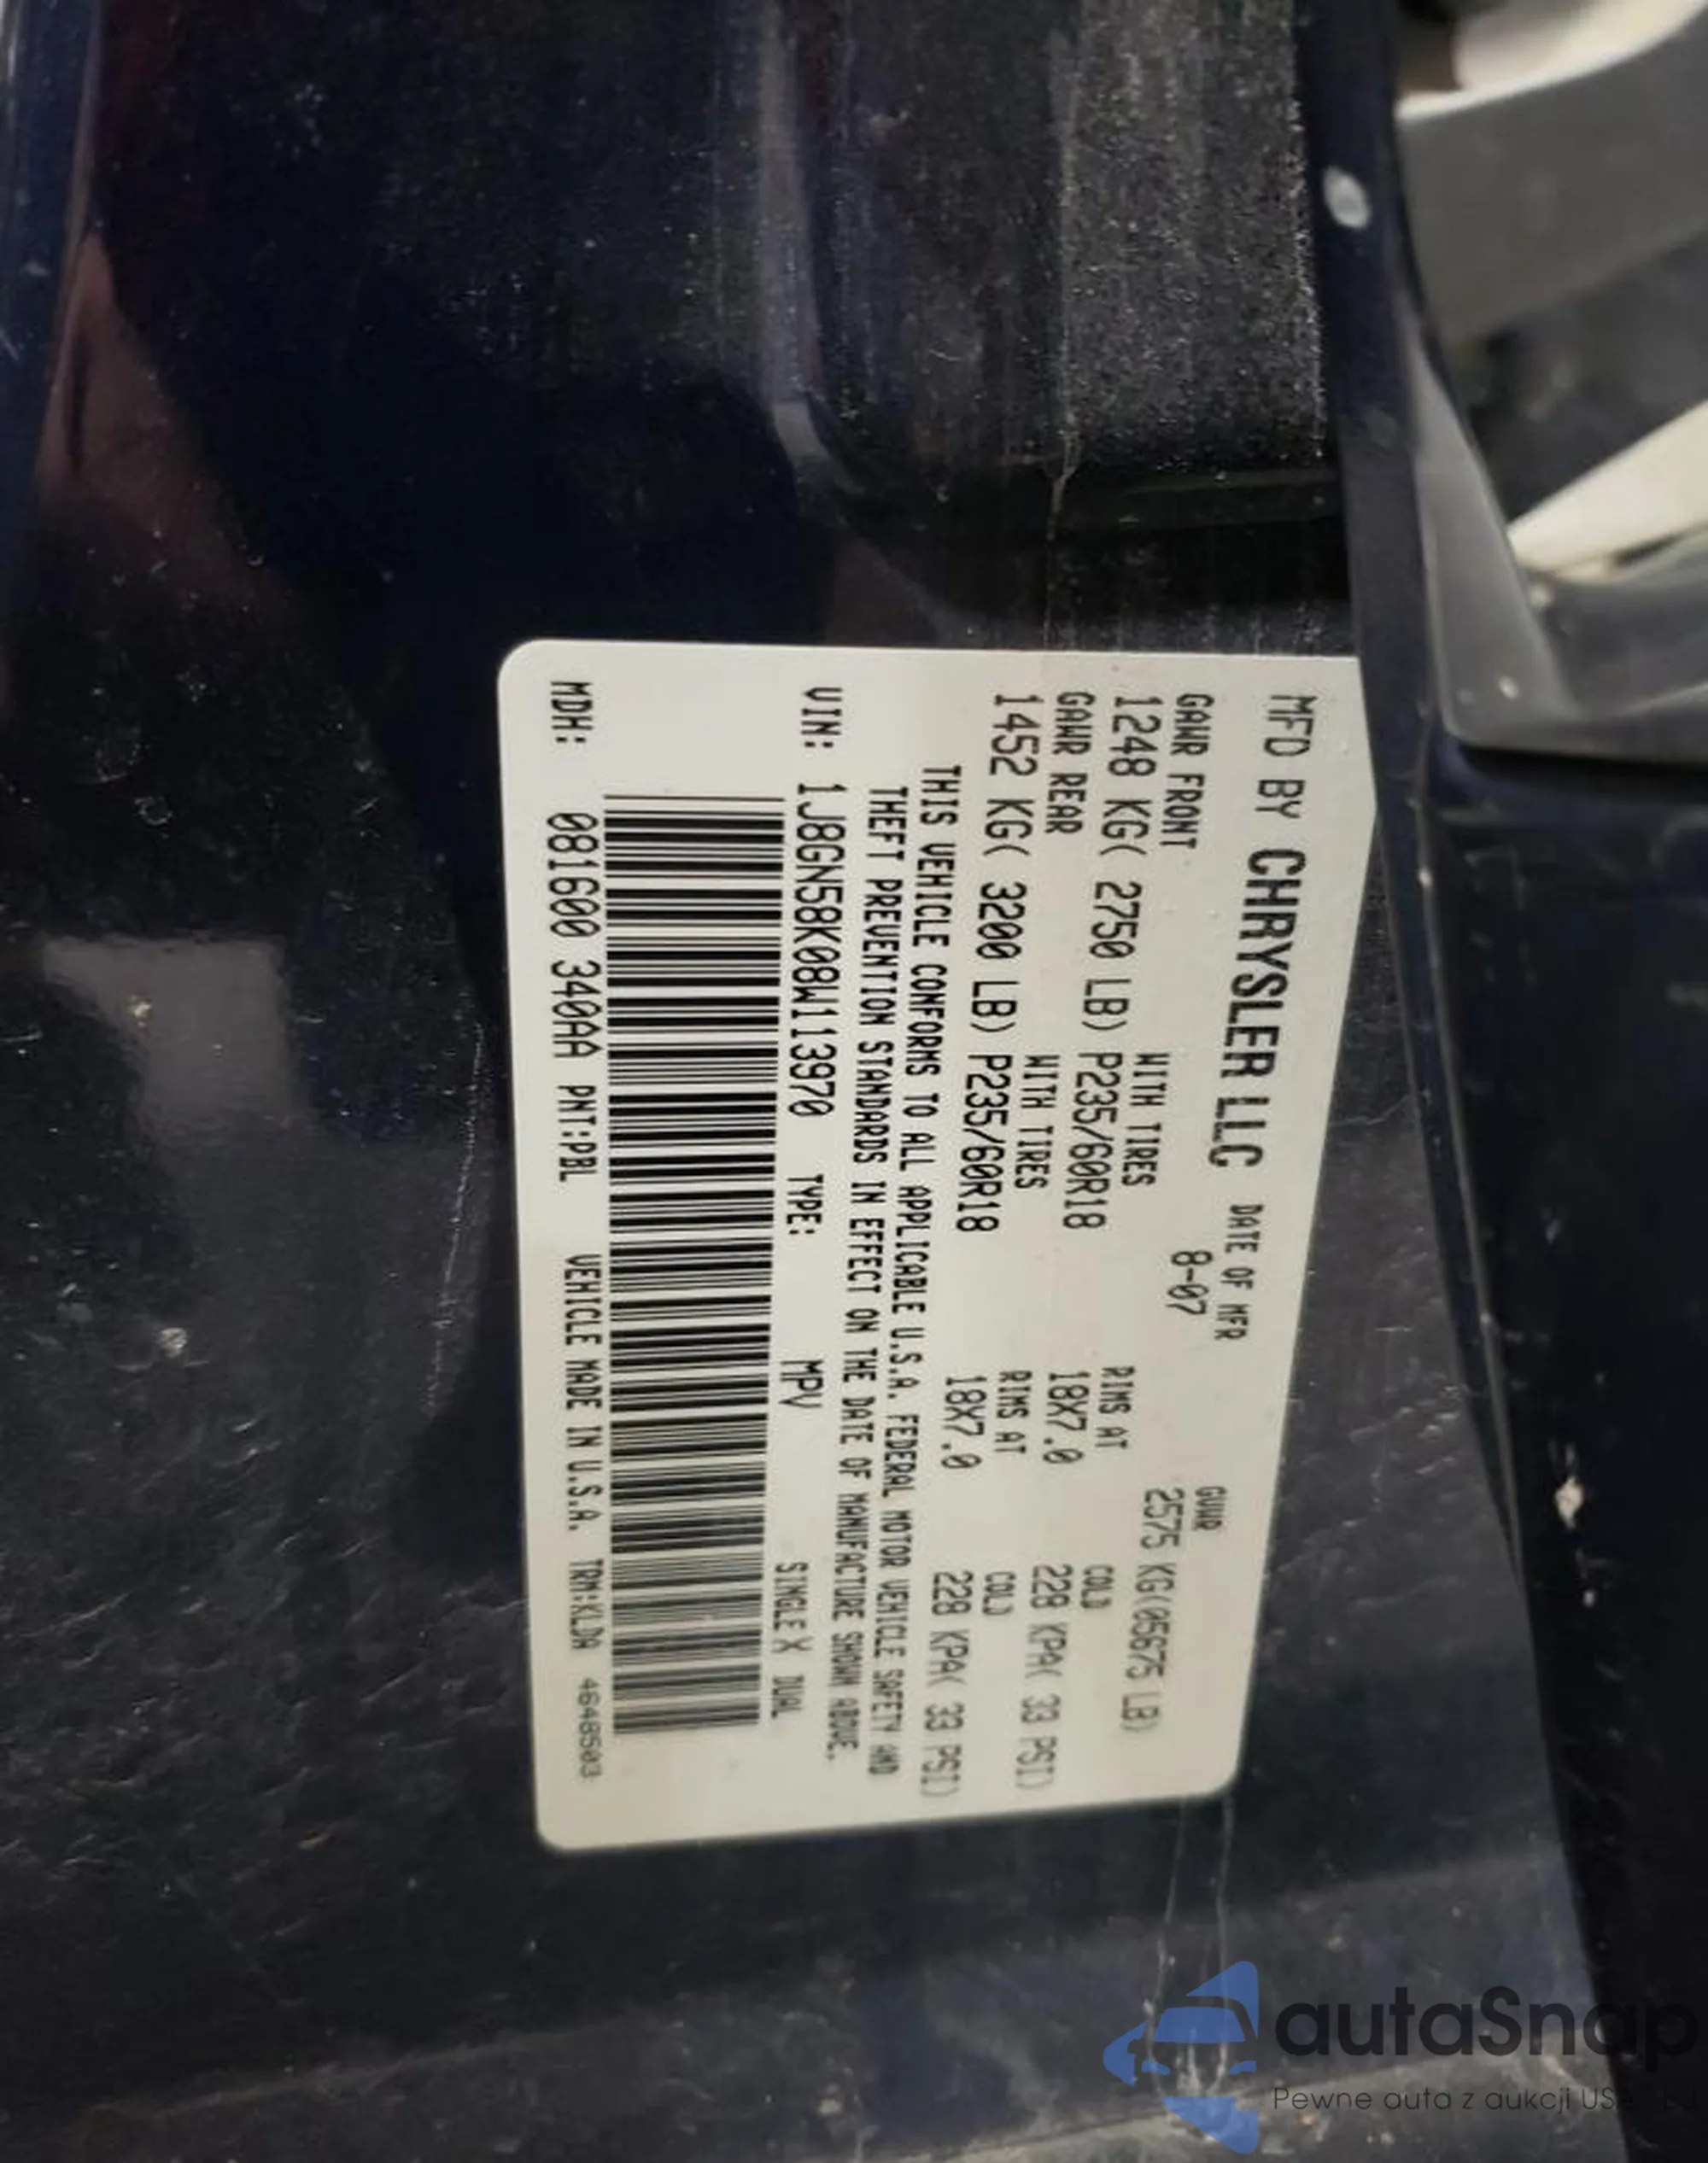 MFD BY CHRYSLER LLC DATE OF MFR GVWR
8-07 2575 KG(05675 LB)
GAWR FRONT WITH TIRES RIMS AT COLD
1248 KG( 2750 LB) P235/60R18 18X7.0 228 KPA( 33 PSI)
GAWR REAR WITH TIRES RIMS AT COLD
1452 KG( 3200 LB) P235/60R18 18X7.0 228 KPA( 33 PSI)
THIS VEHICLE CONFORMS TO ALL APPLICABLE U.S.A. FEDERAL MOTOR VEHICLE SAFETY AND
THEFT PREVENTION STANDARDS IN EFFECT ON THE DATE OF MANUFACTURE SHOWN ABOVE.
VIN: 1J8GN58K08W113970 TYPE: MPV SINGLE X DUAL
MDH: 081600 340AA PNT:PBL VEHICLE MADE IN U.S.A. TRM:KLDA 4648503
autaSnap
Pewne auta z aukcji